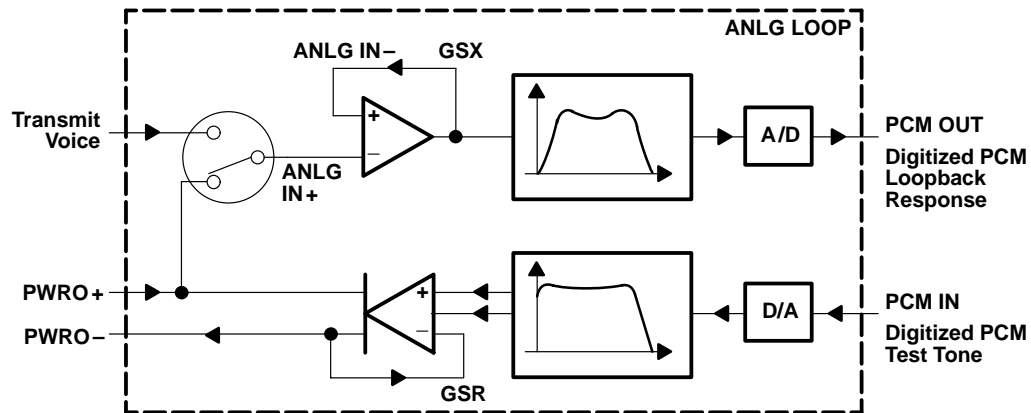 ANLG LOOP
ANLG IN−
GSX
Transmit
Voice
+
−
A/D
PCM OUT
Digitized PCM
Loopback
Response
ANLG
IN+
PWRO+
PWRO−
+
−
GSR
D/A
PCM IN
Digitized PCM
Test Tone